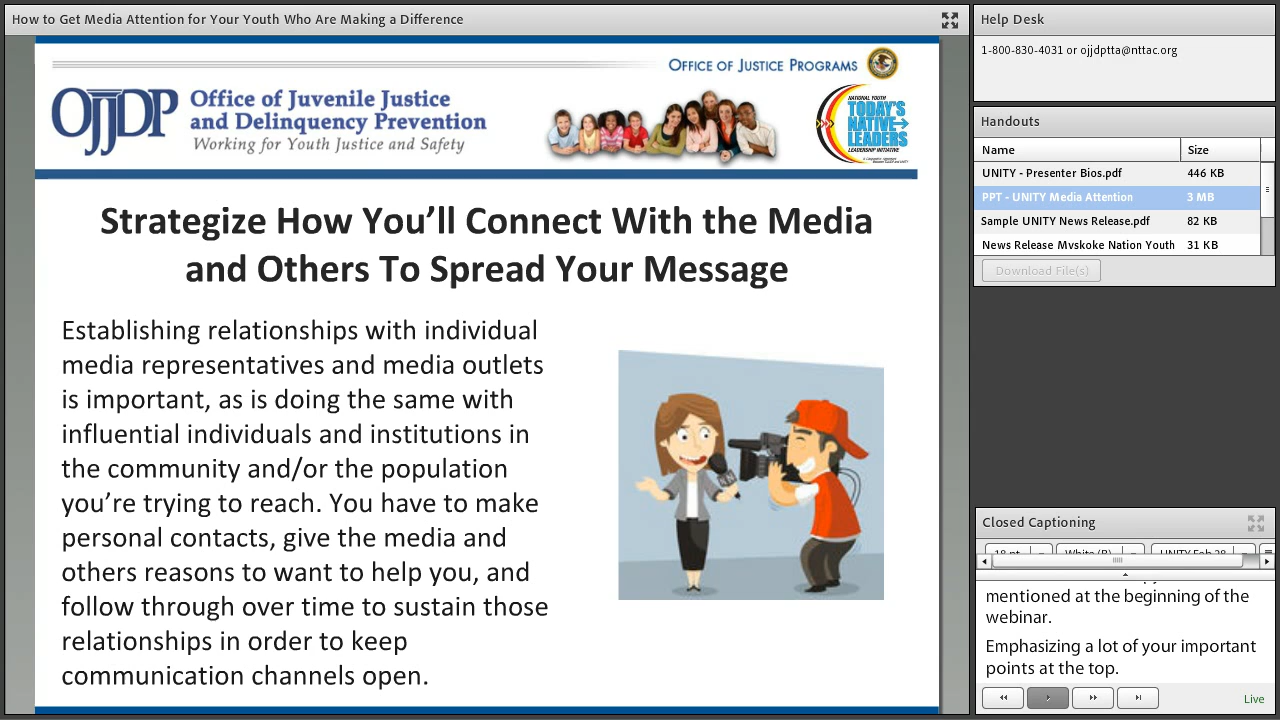 How to Get Media Attention for Your Youth Who Are Making a Difference
OFFICE OF JUSTICE PROGRAMS
OJJDP
Office of Juvenile Justice
and Delinquency Prevention
Working for Youth Justice and Safety
NATIONAL YOUTH
TODAY'S
NATIVE
LEADERS
LEADERSHIP INITIATIVE
Strategize How You’ll Connect With the Media
and Others To Spread Your Message
Establishing relationships with individual
media representatives and media outlets
is important, as is doing the same with
influential individuals and institutions in
the community and/or the population
you’re trying to reach. You have to make
personal contacts, give the media and
others reasons to want to help you, and
follow through over time to sustain those
relationships in order to keep
communication channels open.
Help Desk
1-800-830-4031 or ojjdptta@nttac.org
Handouts
Name Size
UNITY - Presenter Bios.pdf 446 KB
PPT - UNITY Media Attention 3 MB
Sample UNITY News Release.pdf 82 KB
News Release Mvskoke Nation Youth 31 KB
Download File(s)
Closed Captioning
18 pt White (B) UNITY Feb 28
mentioned at the beginning of the
webinar.
Emphasizing a lot of your important
points at the top.
Live